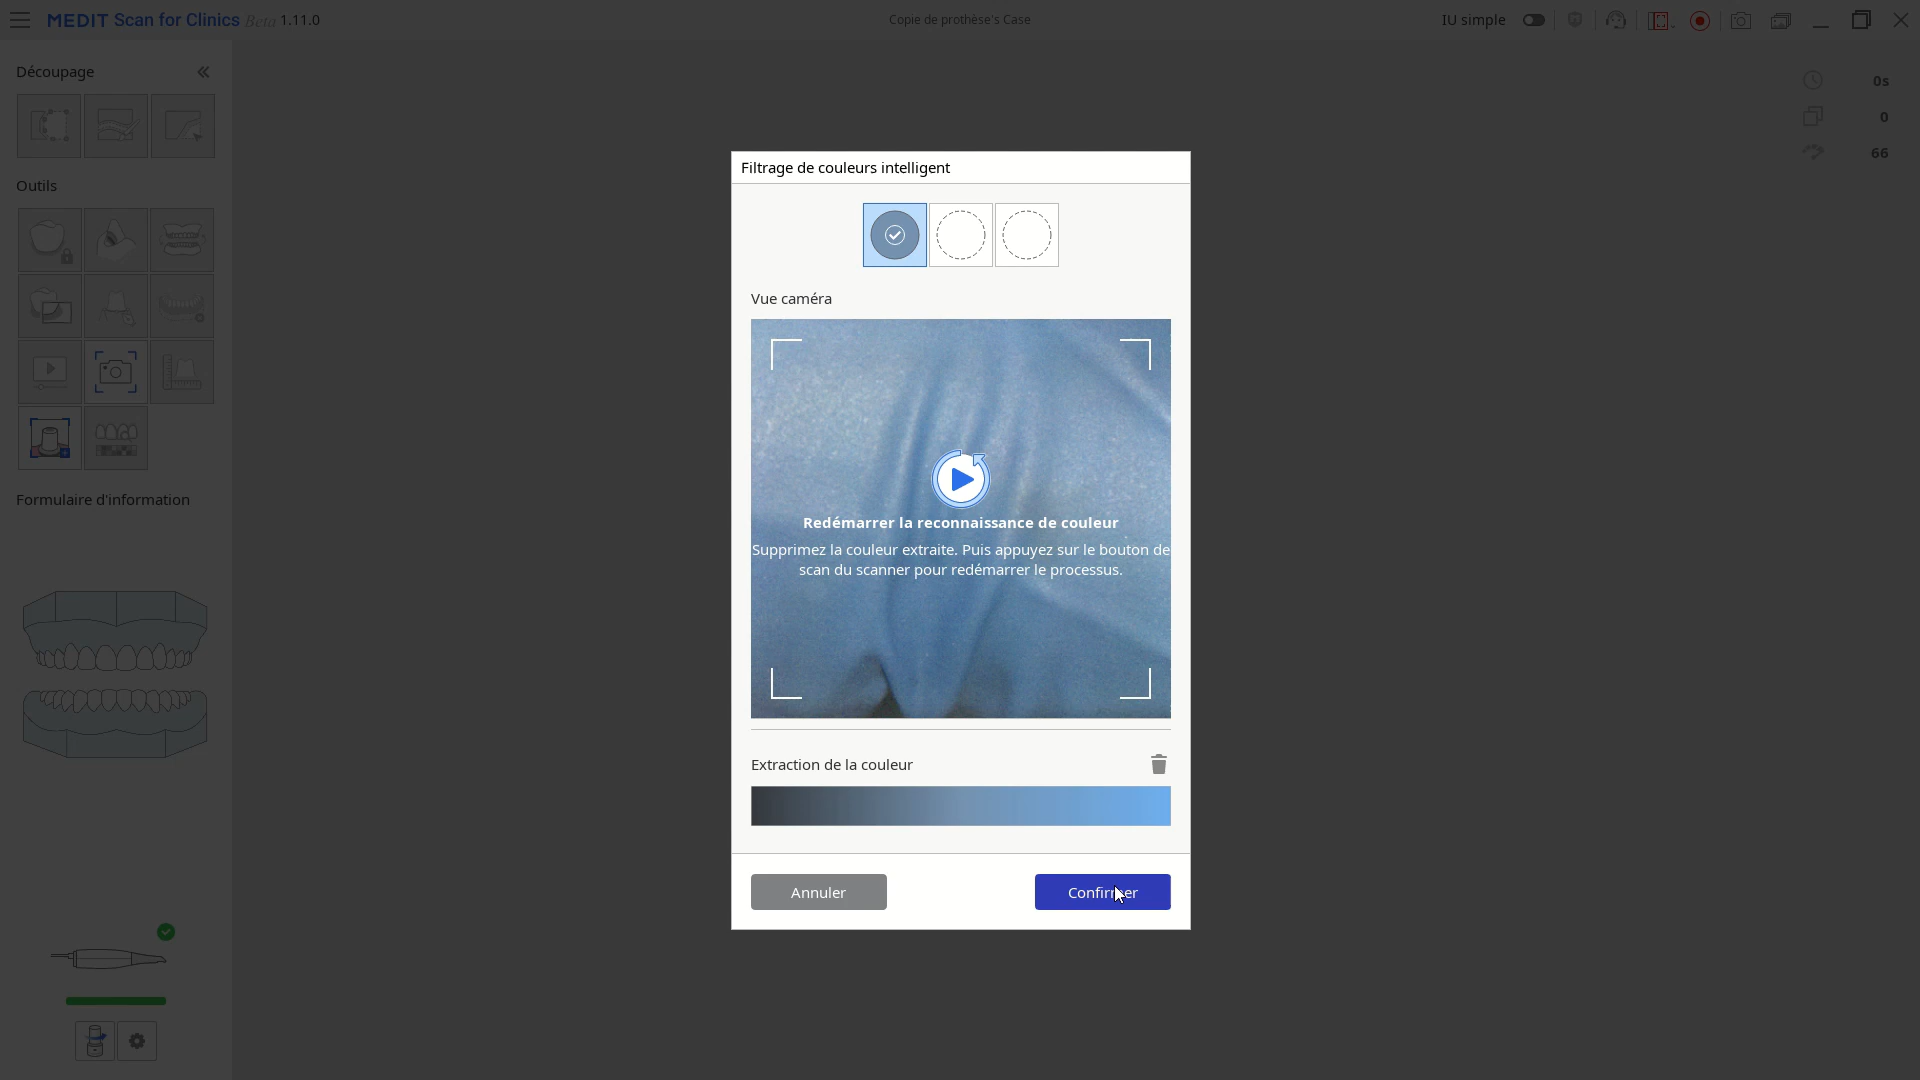 MEDIT Scan for Clinics Beta 1.11.0
Copie de prothèse's Case
IU simple
Découpage
0s
0
66
Outils
Formulaire d'information
Filtrage de couleurs intelligent
Vue caméra
Redémarrer la reconnaissance de couleur
Supprimez la couleur extraite. Puis appuyez sur le bouton de
scan du scanner pour redémarrer le processus.
Extraction de la couleur
Annuler
Confirmer